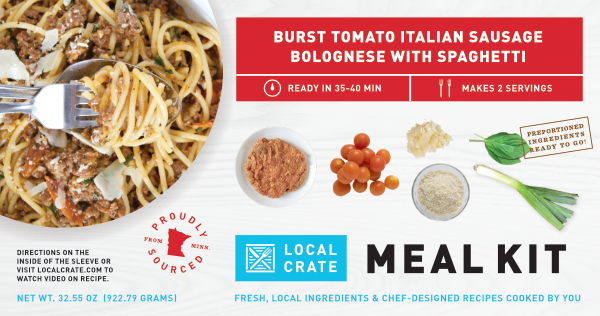 BURST TOMATO ITALIAN SAUSAGE
BOLOGNESE WITH SPAGHETTI
READY IN 35-40 MIN
MAKES 2 SERVINGS
PREPORTIONED
INGREDIENTS
READY TO GO!
PROUDLY
FROM MINN.
SOURCED
DIRECTIONS ON THE
INSIDE OF THE SLEEVE OR
VISIT LOCALCRATE.COM TO
WATCH VIDEO ON RECIPE.
LOCAL
CRATE
MEAL KIT
NET WT. 32.55 OZ (922.79 GRAMS)
FRESH, LOCAL INGREDIENTS & CHEF-DESIGNED RECIPES COOKED BY YOU